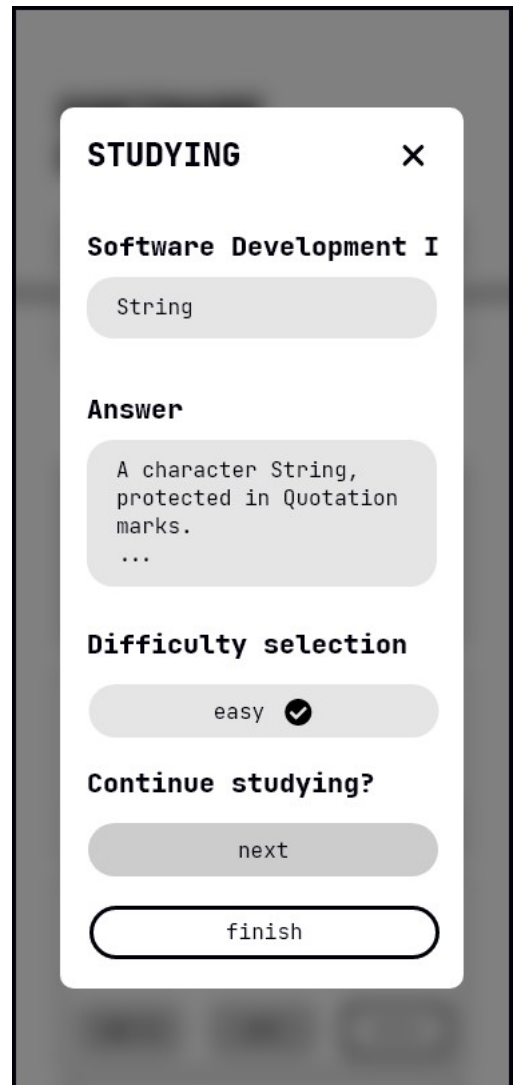 STUDYING
Software Development I
String
Answer
A character String,
protected in Quotation
marks.
...
Difficulty selection
easy
Continue studying?
next
finish